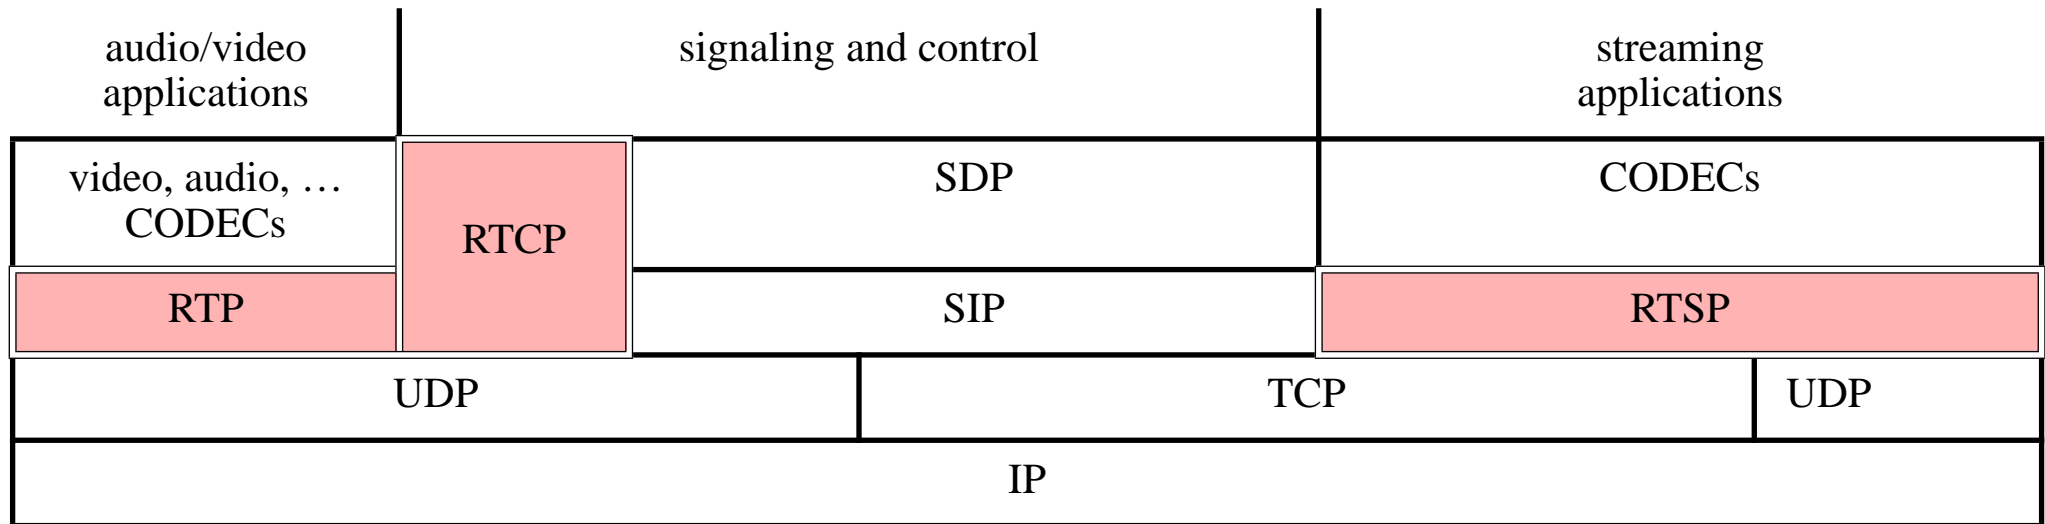 audio/video
applications
signaling and control
streaming
applications
video, audio, …
CODECs
RTCP
SDP
CODECs
RTP
SIP
RTSP
UDP
TCP
UDP
IP